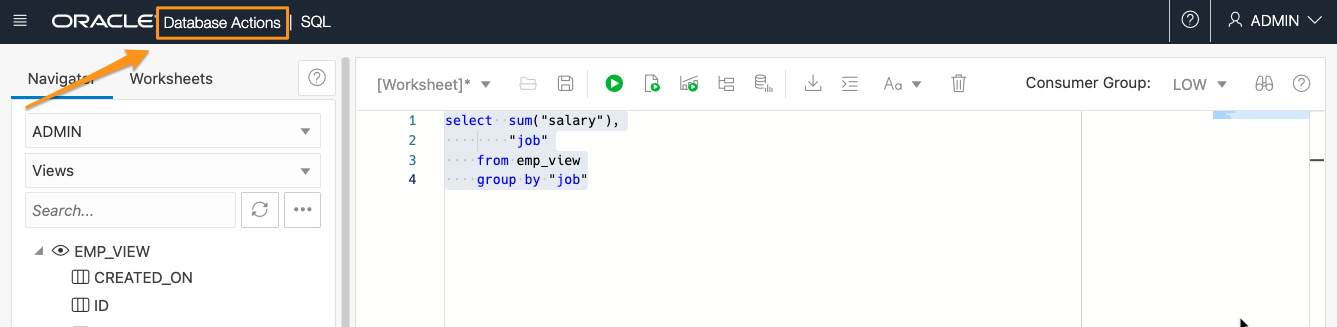 ORACLE Database Actions | SQL
ADMIN
Navigator Worksheets
ADMIN
Views
Search...
EMP_VIEW
CREATED_ON
ID
[Worksheet]*
Aa
Consumer Group: LOW
1 select sum("salary"),
2 "job"
3 from emp_view
4 group by "job"